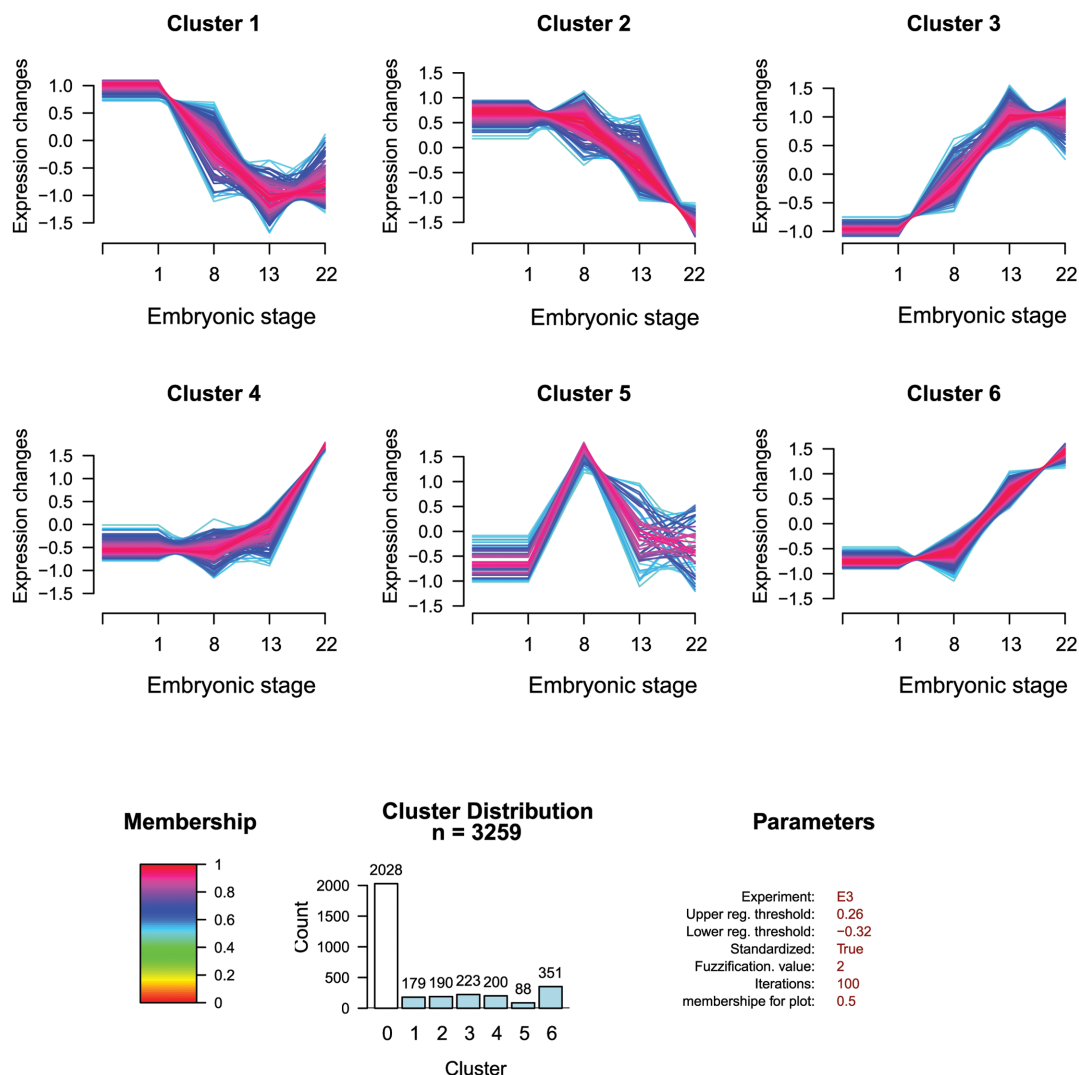 Cluster 1
Expression changes
1.0
0.5
0.0
−0.5
−1.0
−1.5
1 8 13 22
Embryonic stage
Cluster 2
Expression changes
1.5
1.0
0.5
0.0
−0.5
−1.0
−1.5
1 8 13 22
Embryonic stage
Cluster 3
Expression changes
1.5
1.0
0.5
0.0
−0.5
−1.0
1 8 13 22
Embryonic stage
Cluster 4
Expression changes
1.5
1.0
0.5
0.0
−0.5
−1.0
−1.5
1 8 13 22
Embryonic stage
Cluster 5
Expression changes
1.5
1.0
0.5
0.0
−0.5
−1.0
−1.5
1 8 13 22
Embryonic stage
Cluster 6
Expression changes
1.5
1.0
0.5
0.0
−0.5
−1.0
−1.5
1 8 13 22
Embryonic stage
Membership
1
0.8
0.6
0.4
0.2
0
Cluster Distribution
n = 3259
Count
2000
1500
1000
500
0
2028
179 190 223 200 88 351
0 1 2 3 4 5 6
Cluster
Parameters
Experiment: E3
Upper reg. threshold: 0.26
Lower reg. threshold: −0.32
Standardized: True
Fuzzification. value: 2
Iterations: 100
membershipe for plot: 0.5